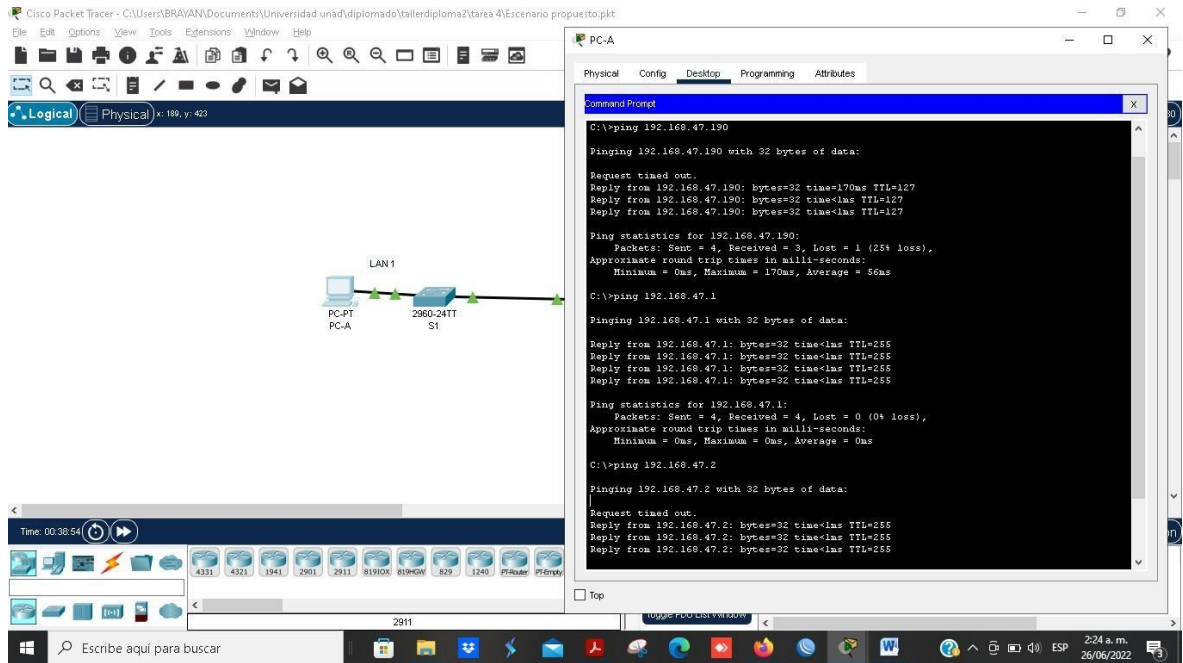 Cisco Packet Tracer - C:\Users\BRAYAN\Documents\Universidad unad\diplomado\tallerdiploma2\tarea 4\Escenario propuesto.pkt
File Edit Options View Tools Extensions Window Help
Logical Physical x: 189, y: 423
LAN 1
PC-PT
PC-A
2960-24TT
S1
PC-A
Physical Config Desktop Programming Attributes
Command Prompt X
C:\>ping 192.168.47.190
Pinging 192.168.47.190 with 32 bytes of data:
Request timed out.
Reply from 192.168.47.190: bytes=32 time=170ms TTL=127
Reply from 192.168.47.190: bytes=32 time<1ms TTL=127
Reply from 192.168.47.190: bytes=32 time<1ms TTL=127
Ping statistics for 192.168.47.190:
Packets: Sent = 4, Received = 3, Lost = 1 (25% loss),
Approximate round trip times in milli-seconds:
Minimum = 0ms, Maximum = 170ms, Average = 56ms
C:\>ping 192.168.47.1
Pinging 192.168.47.1 with 32 bytes of data:
Reply from 192.168.47.1: bytes=32 time<1ms TTL=255
Reply from 192.168.47.1: bytes=32 time<1ms TTL=255
Reply from 192.168.47.1: bytes=32 time<1ms TTL=255
Reply from 192.168.47.1: bytes=32 time<1ms TTL=255
Ping statistics for 192.168.47.1:
Packets: Sent = 4, Received = 4, Lost = 0 (0% loss),
Approximate round trip times in milli-seconds:
Minimum = 0ms, Maximum = 0ms, Average = 0ms
C:\>ping 192.168.47.2
Pinging 192.168.47.2 with 32 bytes of data:
Request timed out.
Reply from 192.168.47.2: bytes=32 time<1ms TTL=255
Reply from 192.168.47.2: bytes=32 time<1ms TTL=255
Reply from 192.168.47.2: bytes=32 time<1ms TTL=255
Top
Time: 00:38:54
4331 4321 1941 2901 2911 819IOX 819HGW 829 1240 PT-Router PT-Empty
2911
Toggle PDU List Window
Escribe aquí para buscar
ESP
2:24 a. m.
26/06/2022
3